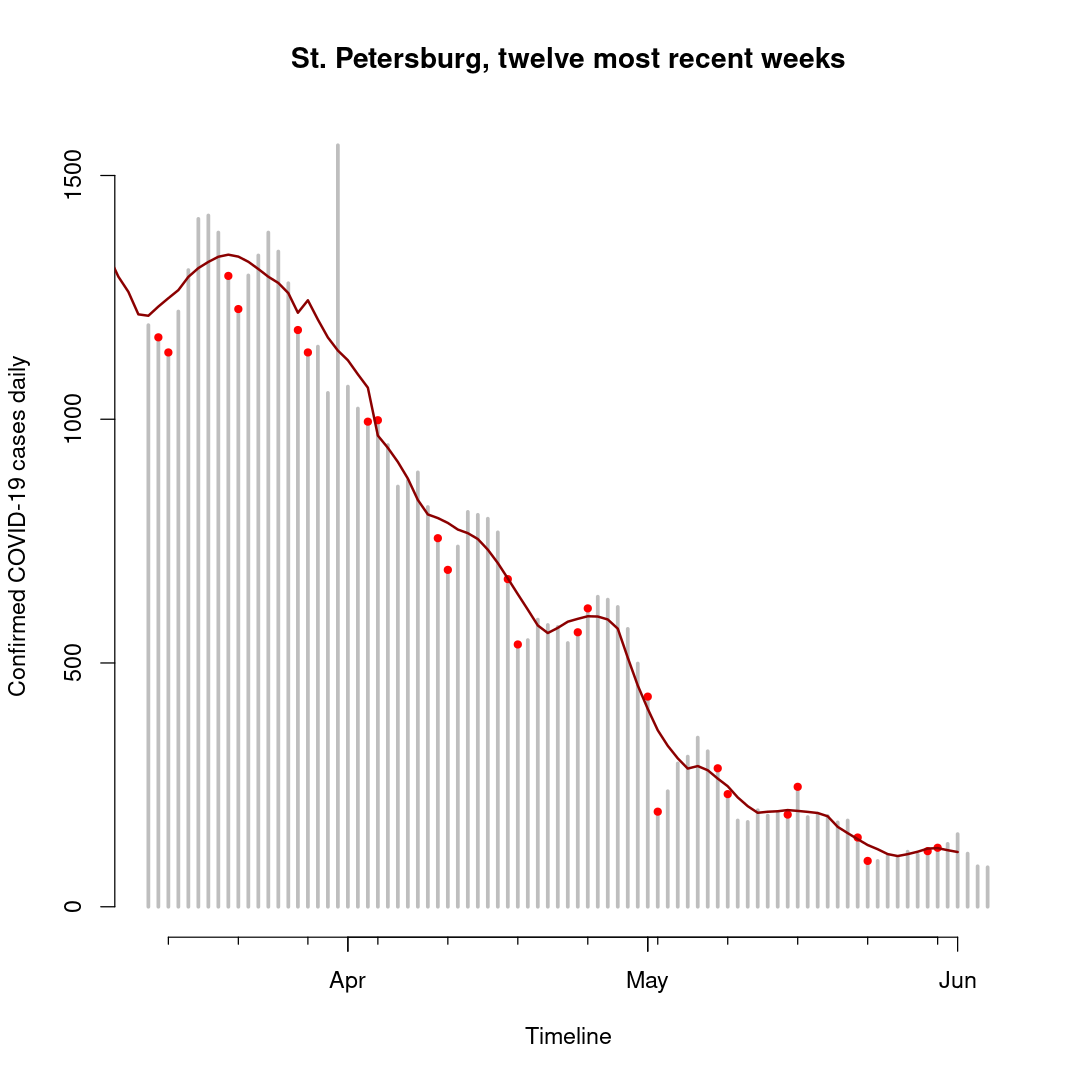 St. Petersburg, twelve most recent weeks
Confirmed COVID-19 cases daily
1500
1000
500
0
Apr May Jun
Timeline